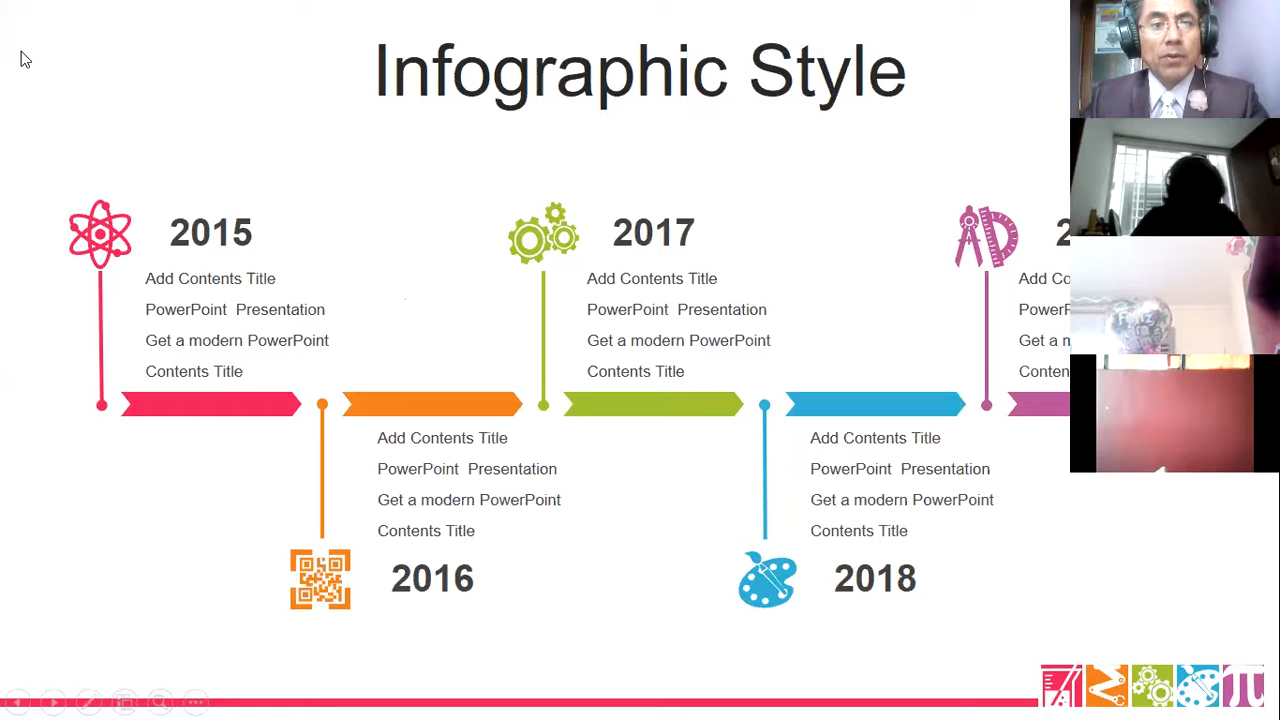 Infographic Style
2015
Add Contents Title
PowerPoint Presentation
Get a modern PowerPoint
Contents Title
2017
Add Contents Title
PowerPoint Presentation
Get a modern PowerPoint
Contents Title
Get a
Add Contents Title
PowerPoint Presentation
Get a modern PowerPoint
Contents Title
2016
Add Contents Title
PowerPoint Presentation
Get a modern PowerPoint
Contents Title
2018
π